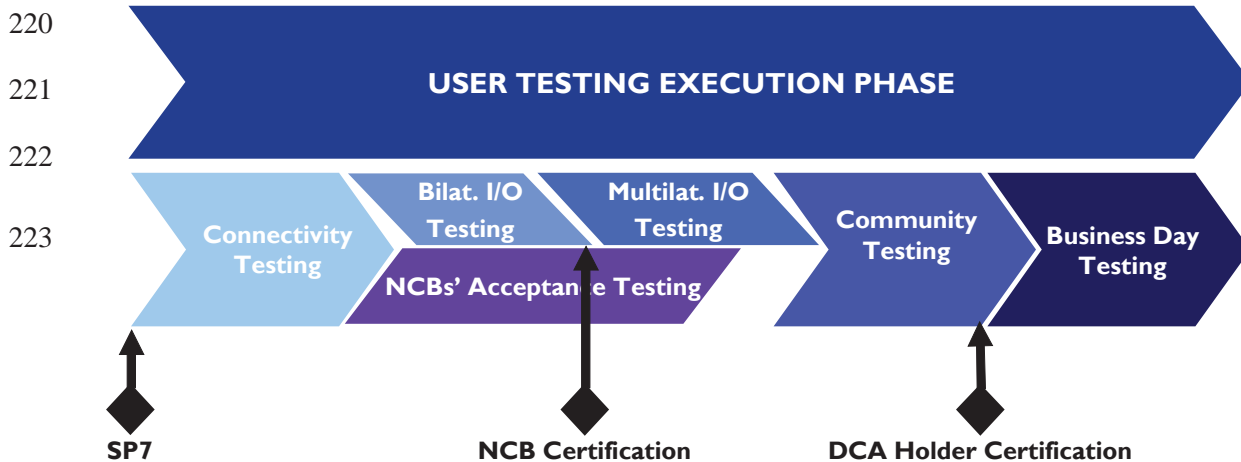 220
221
222
223
USER TESTING EXECUTION PHASE
Connectivity
Testing
Bilat. I/O
Testing
Multilat. I/O
Testing
NCBs' Acceptance Testing
Community
Testing
Business Day
Testing
SP7
NCB Certification
DCA Holder Certification